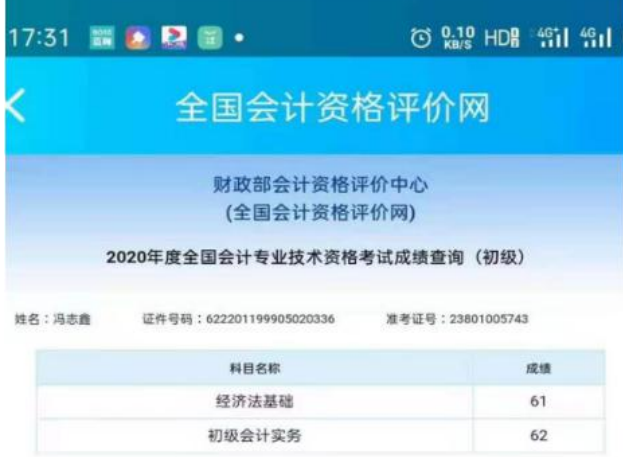 17:31
0.10 KB/S HD 4G+ 4G
全国会计资格评价网
财政部会计资格评价中心
(全国会计资格评价网)
2020年度全国会计专业技术资格考试成绩查询（初级）
姓名：冯志鑫 证件号码：622201199905020336 准考证号：23801005743
科目名称 成绩
经济法基础 61
初级会计实务 62